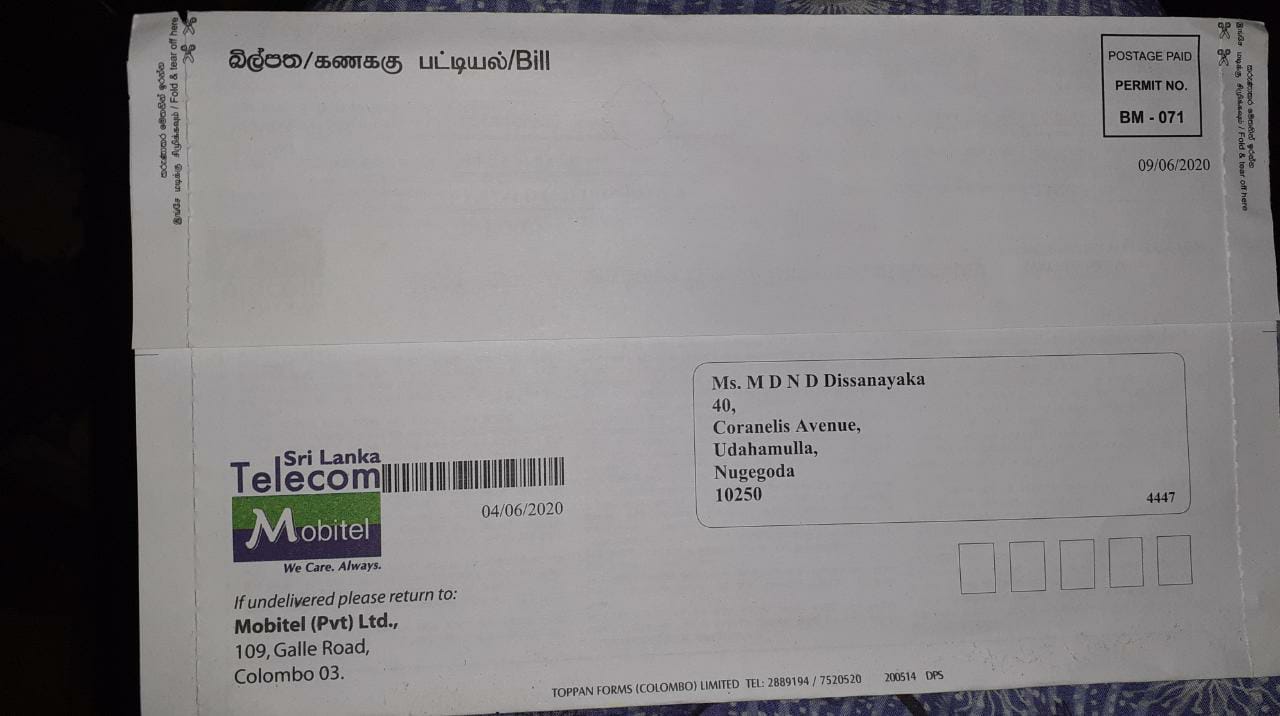 බිල්පත/கணக்கு பட்டியல்/Bill
POSTAGE PAID
PERMIT NO.
BM - 071
09/06/2020
Fold & tear off here
Fold & tear off here
Ms. M D N D Dissanayaka
40,
Coranelis Avenue,
Udahamulla,
Nugegoda
10250
4447
Sri Lanka
Telecom
Mobitel
We Care. Always.
04/06/2020
If undelivered please return to:
Mobitel (Pvt) Ltd.,
109, Galle Road,
Colombo 03.
TOPPAN FORMS (COLOMBO) LIMITED TEL: 2889194 / 7520520 200514 DPS